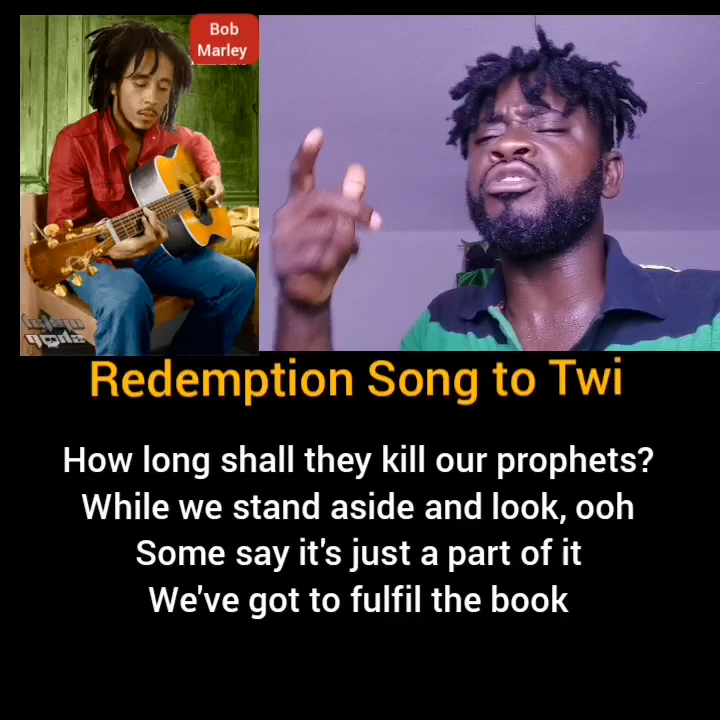 Bob
Marley
Redemption Song to Twi
How long shall they kill our prophets?
While we stand aside and look, ooh
Some say it's just a part of it
We've got to fulfil the book